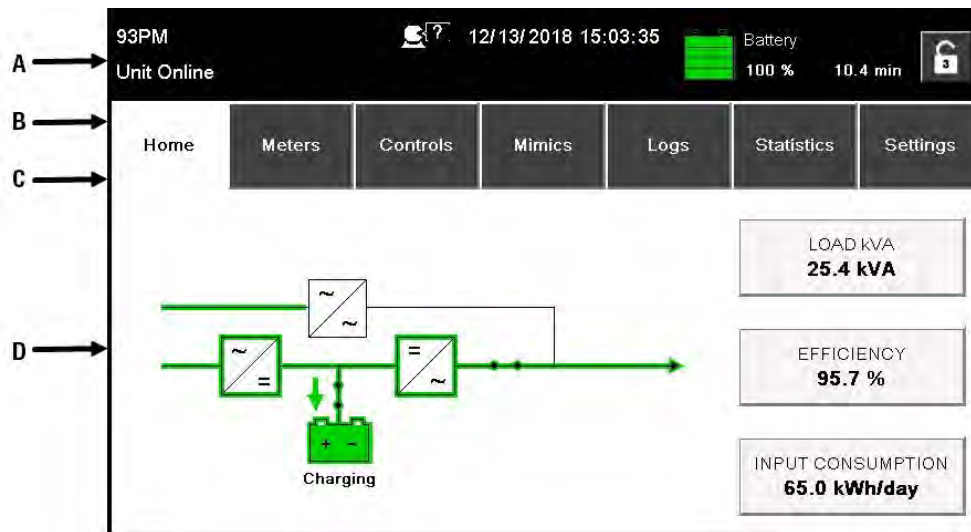 93PM
? 12/13/2018 15:03:35
Battery
A
Unit Online
100 % 10.4 min
3
B
Home Meters Controls Mimics Logs Statistics Settings
C
LOAD kVA
25.4 kVA
~
~
D
~
=
=
~
EFFICIENCY
95.7 %
+ -
Charging
INPUT CONSUMPTION
65.0 kWh/day